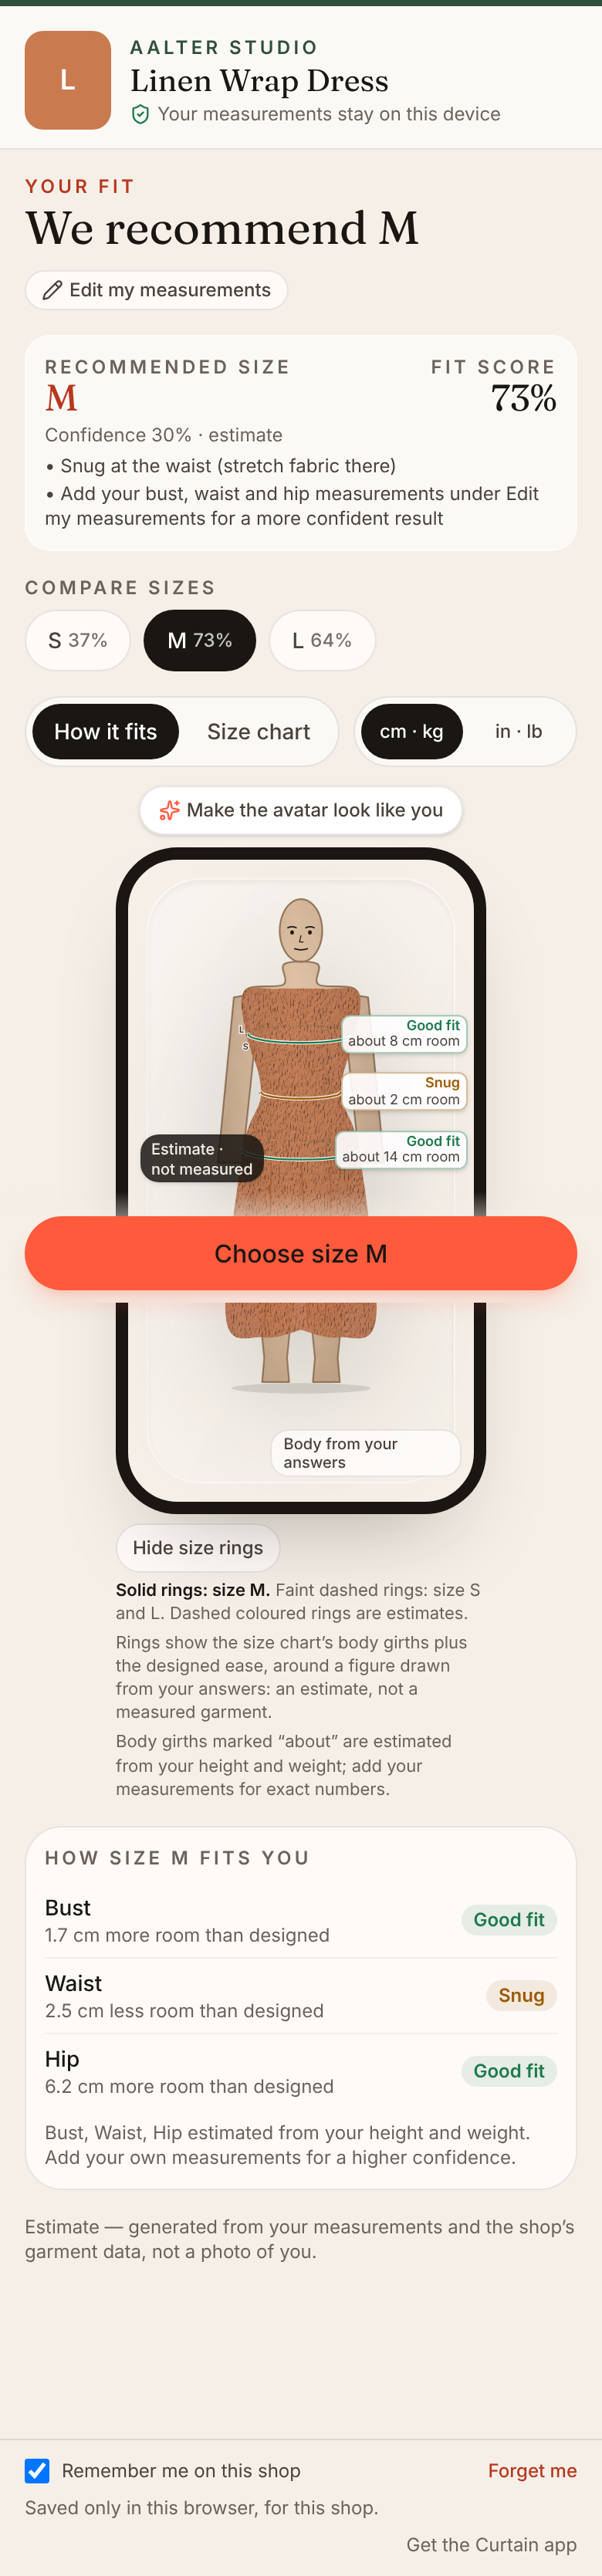 L
AALTER STUDIO
Linen Wrap Dress
Your measurements stay on this device
YOUR FIT
We recommend M
Edit my measurements
RECOMMENDED SIZE
FIT SCORE
M
73%
Confidence 30% · estimate
• Snug at the waist (stretch fabric there)
• Add your bust, waist and hip measurements under Edit
my measurements for a more confident result
COMPARE SIZES
S 37%
M 73%
L 64%
How it fits
Size chart
cm · kg
in · lb
Make the avatar look like you
L
S
Good fit
about 8 cm room
Snug
about 2 cm room
Good fit
about 14 cm room
Estimate ·
not measured
Choose size M
Body from your
answers
Hide size rings
Solid rings: size M. Faint dashed rings: size S
and L. Dashed coloured rings are estimates.
Rings show the size chart’s body girths plus
the designed ease, around a figure drawn
from your answers: an estimate, not a
measured garment.
Body girths marked “about” are estimated
from your height and weight; add your
measurements for exact numbers.
HOW SIZE M FITS YOU
Bust
1.7 cm more room than designed
Good fit
Waist
2.5 cm less room than designed
Snug
Hip
6.2 cm more room than designed
Good fit
Bust, Waist, Hip estimated from your height and weight.
Add your own measurements for a higher confidence.
Estimate — generated from your measurements and the shop’s
garment data, not a photo of you.
Remember me on this shop
Forget me
Saved only in this browser, for this shop.
Get the Curtain app